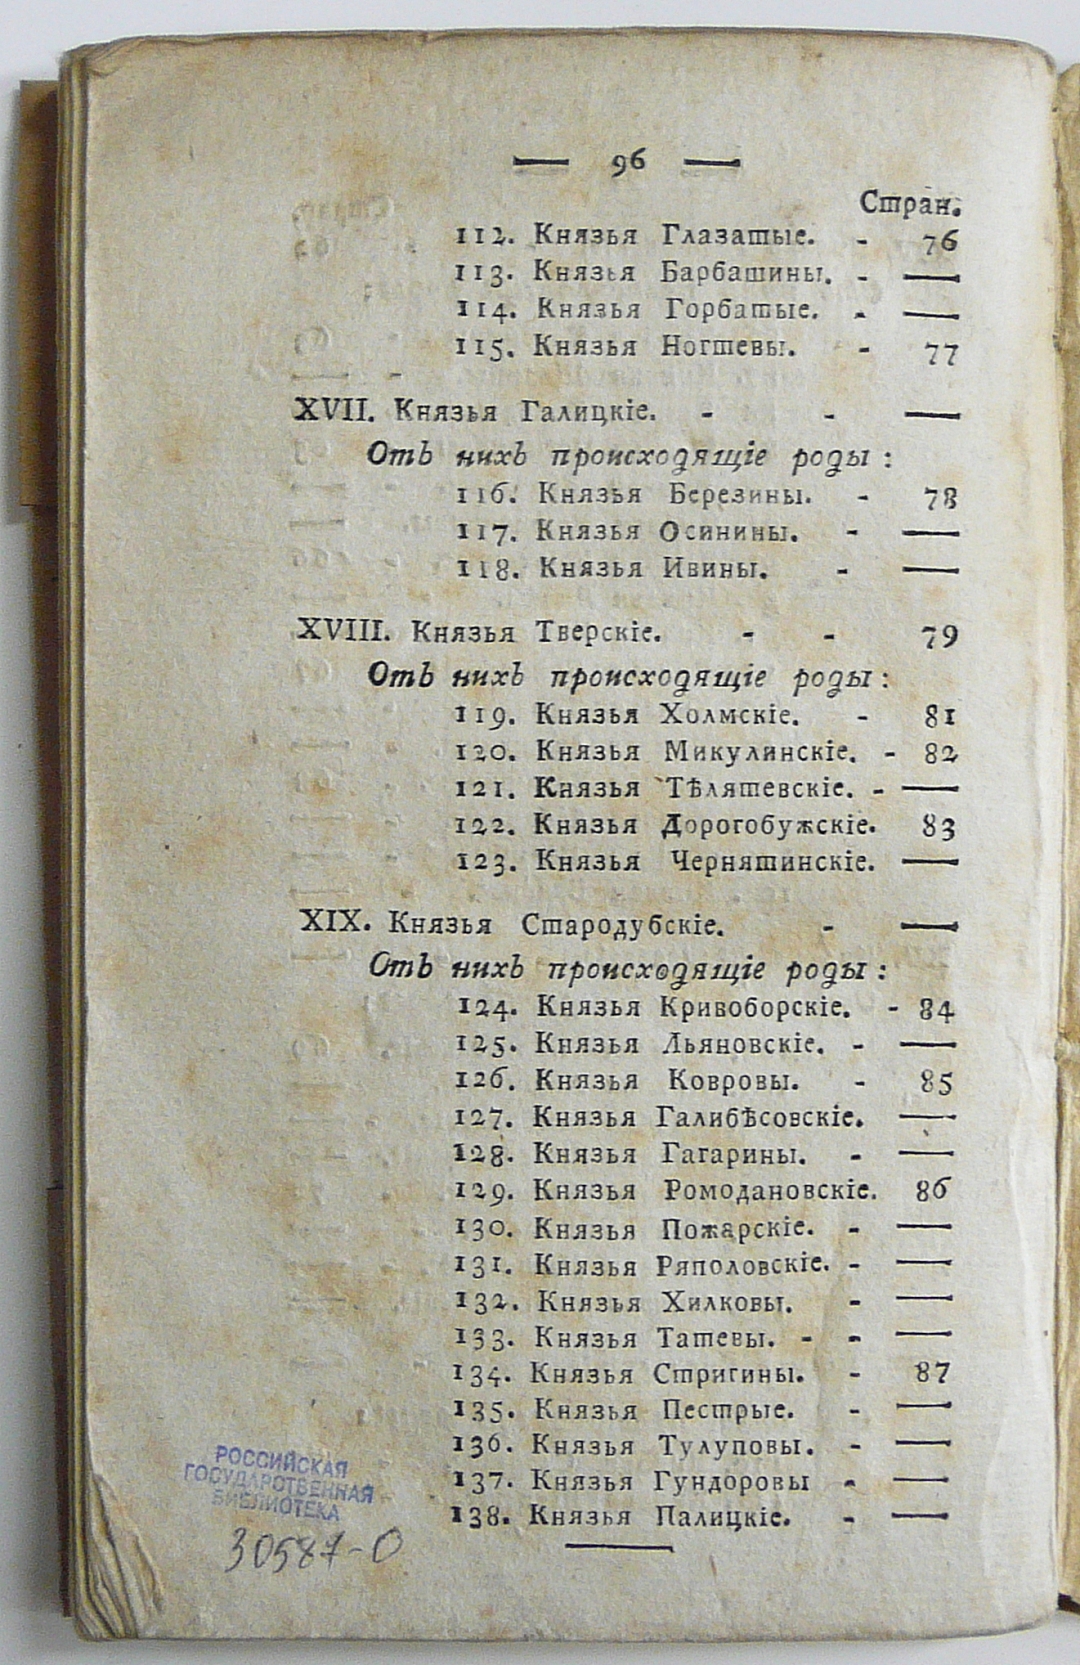 — 96 —
Стран.
112. Князья Глазатые. - 76
113. Князья Барбашины. - —
114. Князья Горбатые. - —
115. Князья Ногтевы. - 77
XVII. Князья Галицкіе. - - —
Отъ нихъ происходящіе роды :
116. Князья Березины. - 78
117. Князья Осинины. - —
118. Князья Ивины. - —
XVIII. Князья Тверскіе. - - 79
Отъ нихъ происходящіе роды :
119. Князья Холмскіе. - 81
120. Князья Микулинскіе. - 82
121. Князья Тѣлятевскіе. - —
122. Князья Дорогобужскіе. 83
123. Князья Чернятинскіе. —
XIX. Князья Стародубскіе. - —
Отъ нихъ происходящіе роды :
124. Князья Кривоборскіе. - 84
125. Князья Льяновскіе. - —
126. Князья Ковровы. - 85
127. Князья Галибѣсовскіе. —
128. Князья Гагарины. - —
129. Князья Ромодановскіе. 86
130. Князья Пожарскіе. - —
131. Князья Ряполовскіе. - —
132. Князья Хилковы. - —
133. Князья Татевы. - - —
134. Князья Стригины. - 87
135. Князья Пестрые. - —
136. Князья Тулуповы. - —
137. Князья Гундоровы - —
138. Князья Палицкіе. - —
РОССИЙСКАЯ
ГОСУДАРСТВЕННАЯ
БИБЛИОТЕКА
30587-0